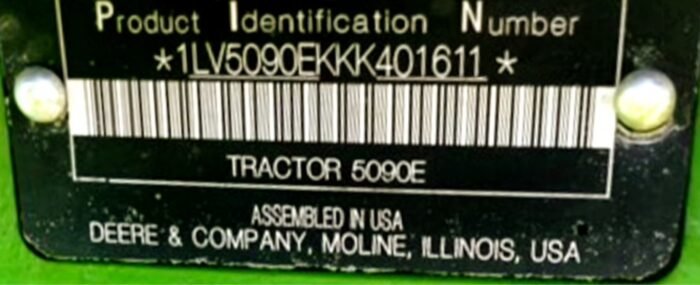 Product Identification Number
*1LV5090EKKK401611*
TRACTOR 5090E
ASSEMBLED IN USA
DEERE & COMPANY, MOLINE, ILLINOIS, USA